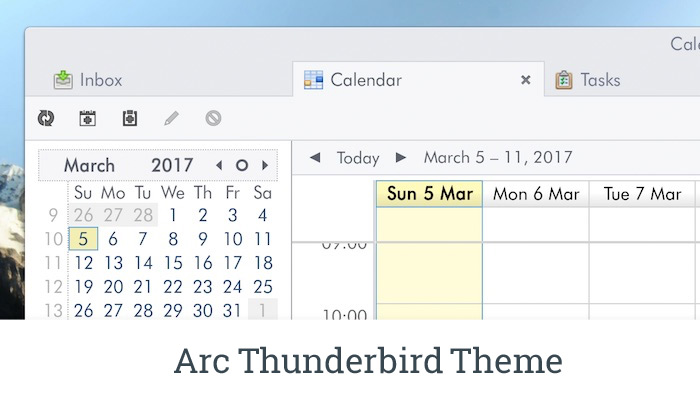 Inbox
Calendar
Tasks
March 2017
Today March 5 – 11, 2017
Su Mo Tu We Th Fr Sa
Sun 5 Mar Mon 6 Mar Tue 7 Mar
9 26 27 28 1 2 3 4
10 5 6 7 8 9 10 11
09:00
11 12 13 14 15 16 17 18
12 19 20 21 22 23 24 25
13 26 27 28 29 30 31 1
10:00
Arc Thunderbird Theme